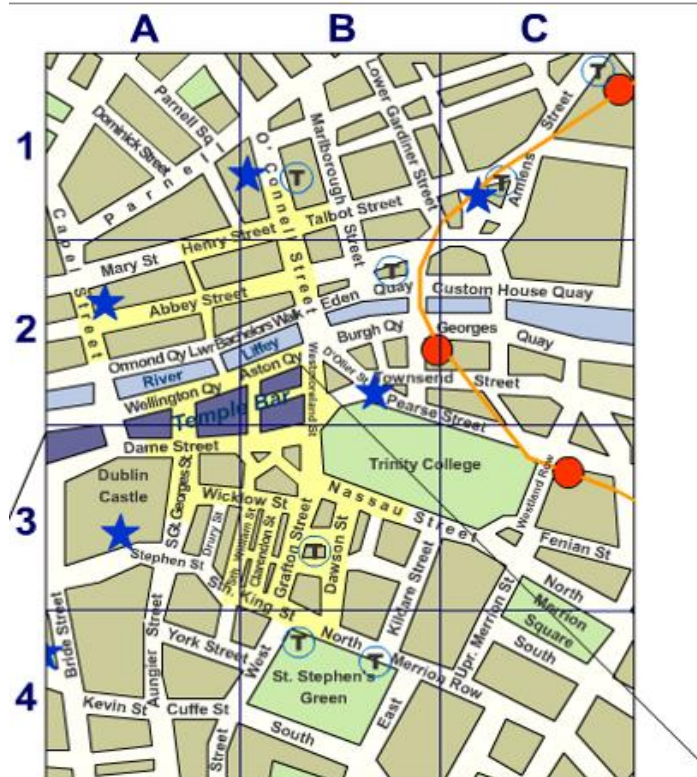 A
B
C
1
2
3
4
T
T
T
T
T
T
T
Parnell Sq
Dominick Street
Parnel
O' Connell Street
Marlborough Street
Lower Gardiner Street
Amiens Street
Talbot Street
Henry Street
Capel Street
Mary St
Abbey Street
Eden Quay
Custom House Quay
Ormond Qy Lwr
Bachelors Walk
Burgh Qy
Georges Quay
River Liffey
Wellington Qy
Aston Qy
Westmoreland St
D'Olier St
Townsend Street
Temple Bar
Pearse Street
Dame Street
Dublin
Castle
Trinity College
Westland Row
S Gt. Georges St
Wicklow St
Nassau Street
Drury St
Sth. William St
Clarendon St
Grafton Street
Dawson St
Kildare Street
Fenian St
Stephen St
Sth. King St
North
Merrion
Square
South
Upr. Merrion St
Bride Street
Aungier Street
York Street
West
North
Merrion Row
St. Stephen's
Green
East
Kevin St
Cuffe St
Street
South